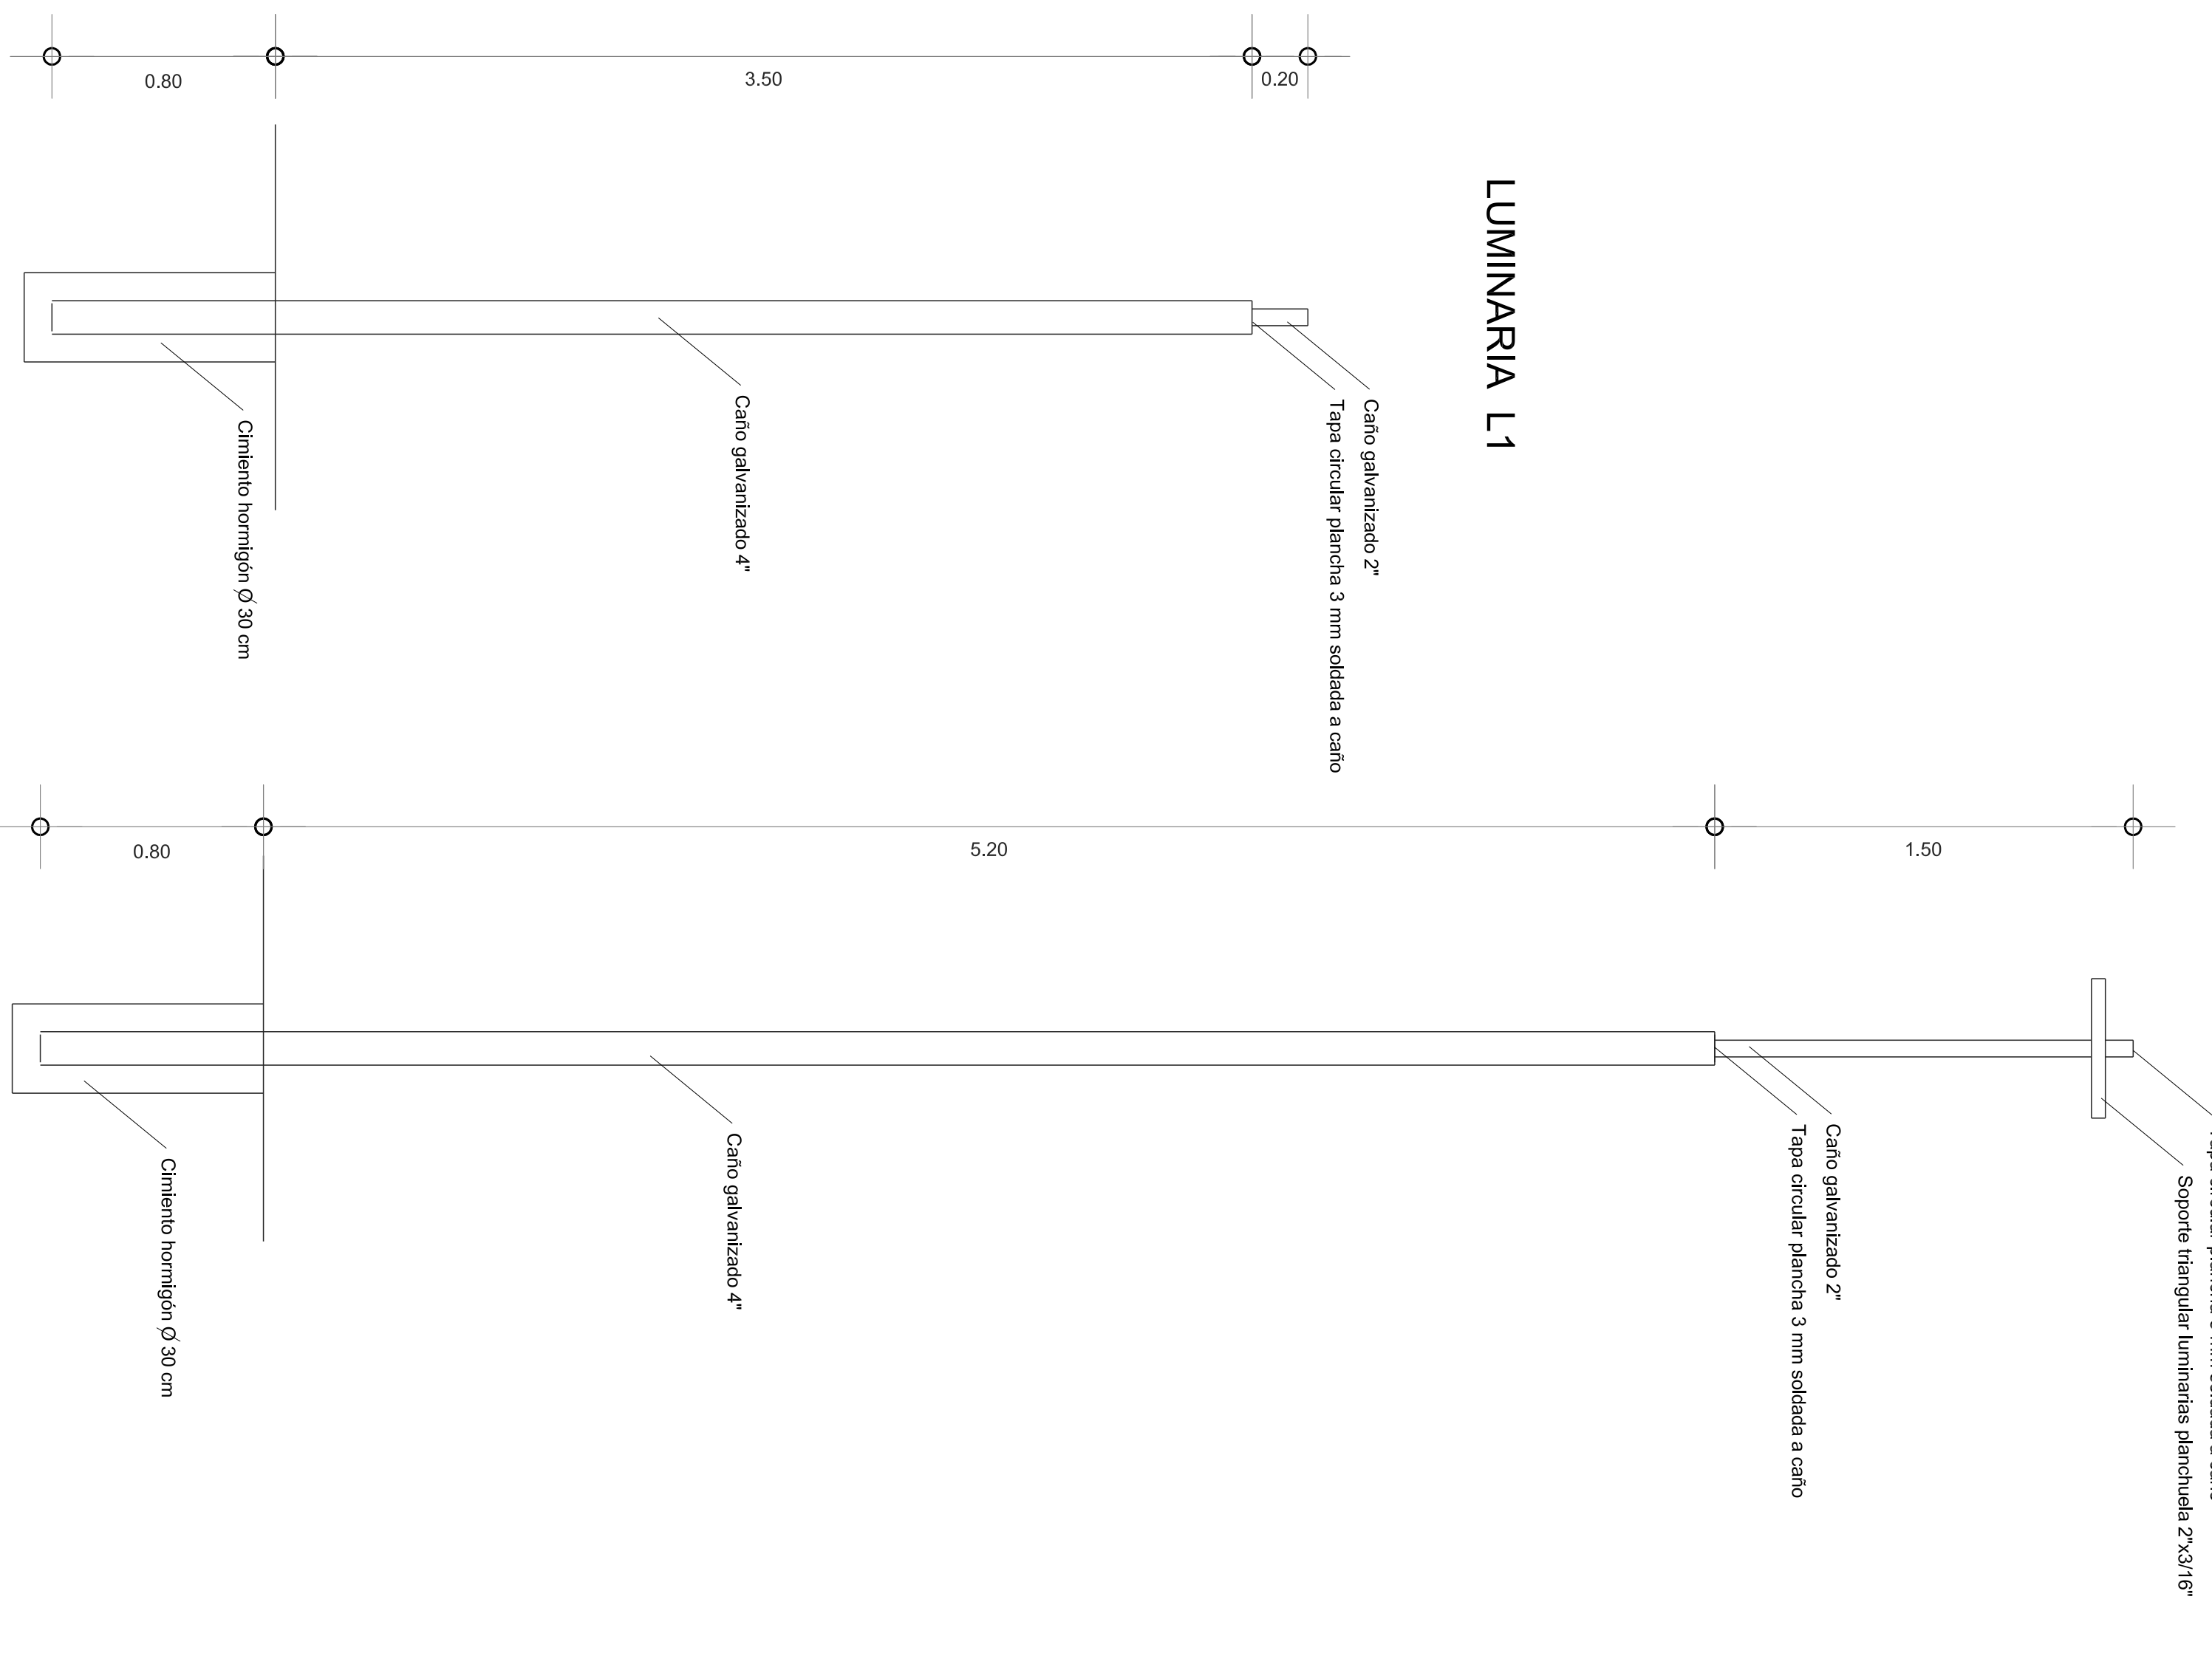 0.80
3.50
0.20
LUMINARIA L1
Caño galvanizado 2"
Tapa circular plancha 3 mm soldada a caño
Caño galvanizado 4"
Cimiento hormigón Ø 30 cm
0.80
5.20
1.50
Soporte triangular luminarias planchuela 2"x3/16"
Caño galvanizado 2"
Tapa circular plancha 3 mm soldada a caño
Caño galvanizado 4"
Cimiento hormigón Ø 30 cm